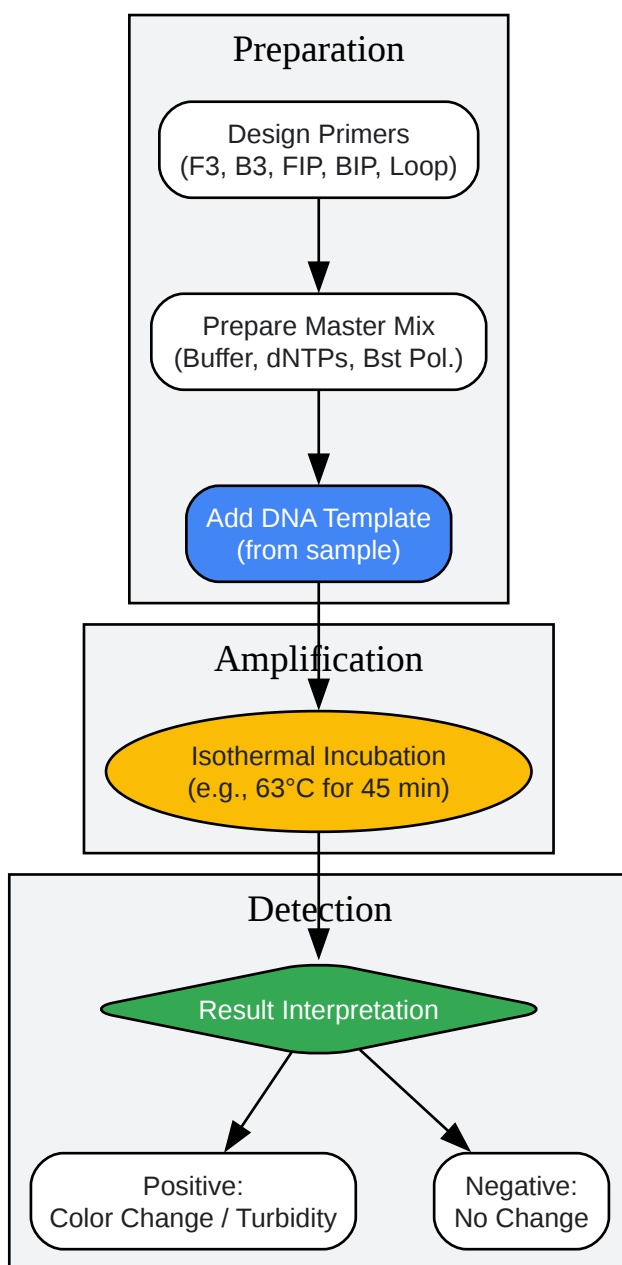 Preparation
Design Primers
(F3, B3, FIP, BIP, Loop)
Prepare Master Mix
(Buffer, dNTPs, Bst Pol.)
Add DNA Template
(from sample)
Amplification
Isothermal Incubation
(e.g., 63°C for 45 min)
Detection
Result Interpretation
Positive:
Color Change / Turbidity
Negative:
No Change